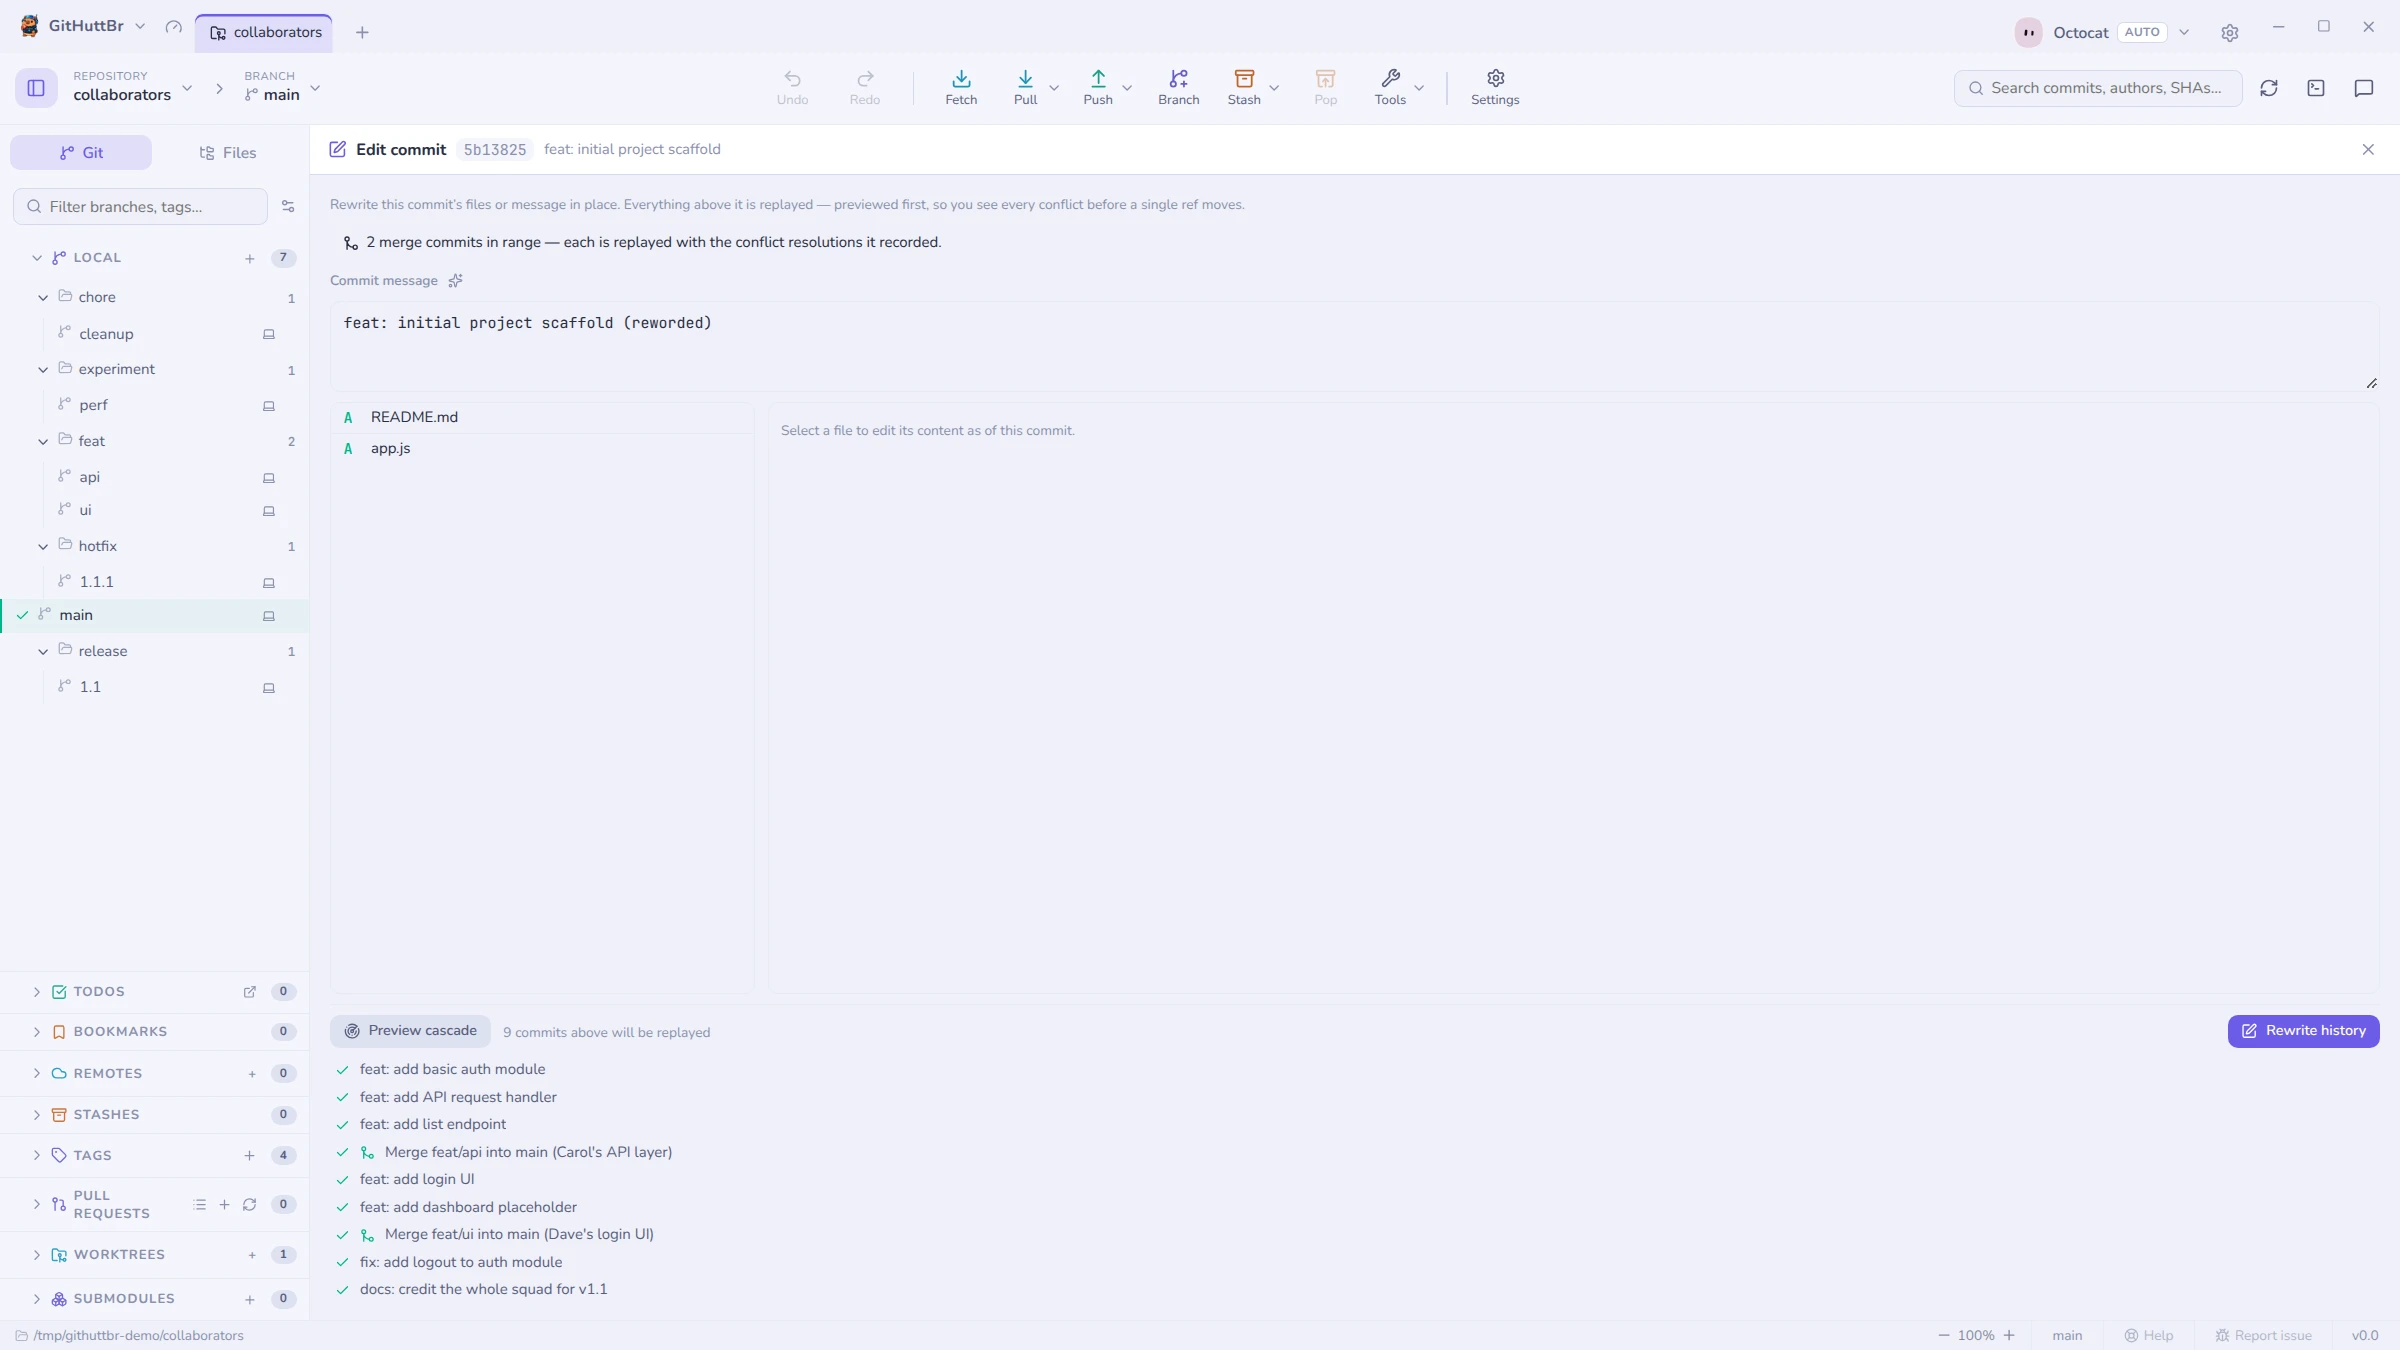 GitHuttBr
collaborators
Octocat
AUTO
REPOSITORY
collaborators
BRANCH
main
Undo
Redo
Fetch
Pull
Push
Branch
Stash
Pop
Tools
Settings
Search commits, authors, SHAs...
Git
Files
Edit commit
5b13825
feat: initial project scaffold
Filter branches, tags...
Rewrite this commit's files or message in place. Everything above it is replayed — previewed first, so you see every conflict before a single ref moves.
2 merge commits in range — each is replayed with the conflict resolutions it recorded.
LOCAL
7
Commit message
chore
1
feat: initial project scaffold (reworded)
cleanup
experiment
1
perf
README.md
A
app.js
A
Select a file to edit its content as of this commit.
feat
2
api
ui
hotfix
1
1.1.1
main
release
1
1.1
TODOS
0
BOOKMARKS
0
REMOTES
0
STASHES
0
TAGS
4
PULL REQUESTS
0
WORKTREES
1
SUBMODULES
0
Preview cascade
9 commits above will be replayed
Rewrite history
feat: add basic auth module
feat: add API request handler
feat: add list endpoint
Merge feat/api into main (Carol's API layer)
feat: add login UI
feat: add dashboard placeholder
Merge feat/ui into main (Dave's login UI)
fix: add logout to auth module
docs: credit the whole squad for v1.1
/tmp/githuttbr-demo/collaborators
100%
main
Help
Report issue
v0.0